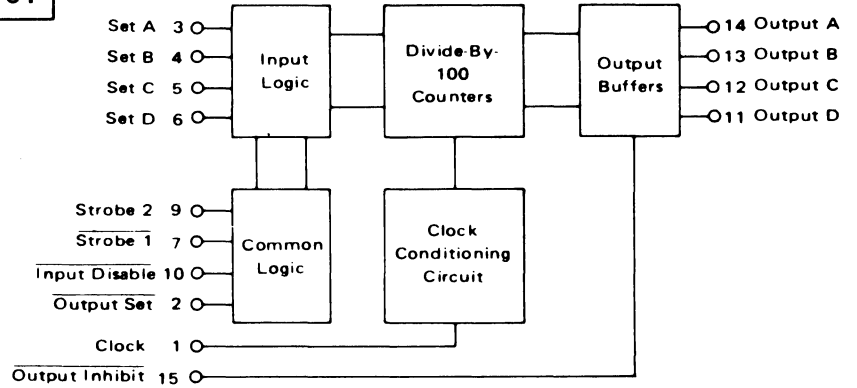 Set A 3
Set B 4
Set C 5
Set D 6
Input
Logic
Divide-By-
100
Counters
Output
Buffers
14 Output A
13 Output B
12 Output C
11 Output D
Strobe 2 9
Strobe 1 7
Input Disable 10
Output Set 2
Common
Logic
Clock
Conditioning
Circuit
Clock 1
Output Inhibit 15